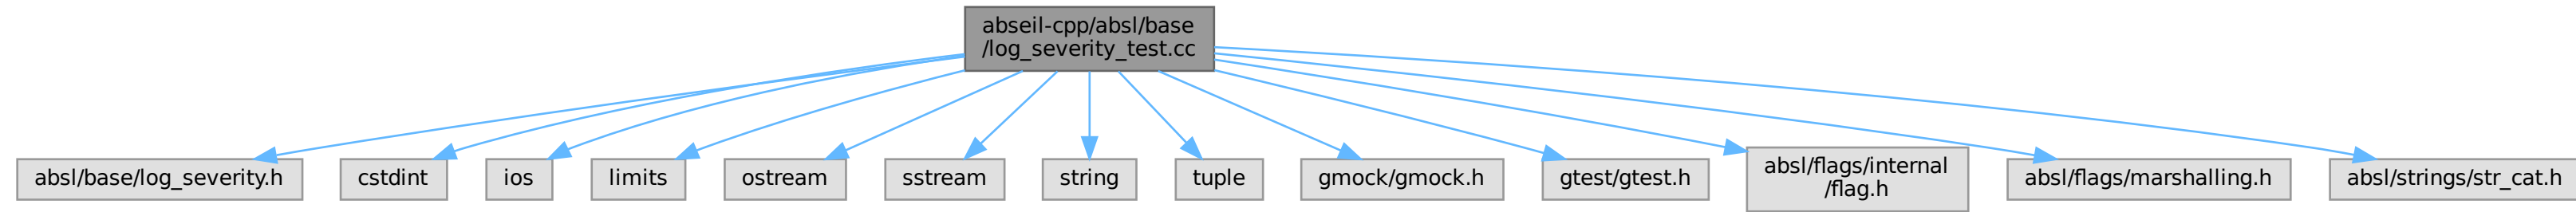 abseil-cpp/absl/base
/log_severity_test.cc
absl/base/log_severity.h
cstdint
ios
limits
ostream
sstream
string
tuple
gmock/gmock.h
gtest/gtest.h
absl/flags/internal
/flag.h
absl/flags/marshalling.h
absl/strings/str_cat.h